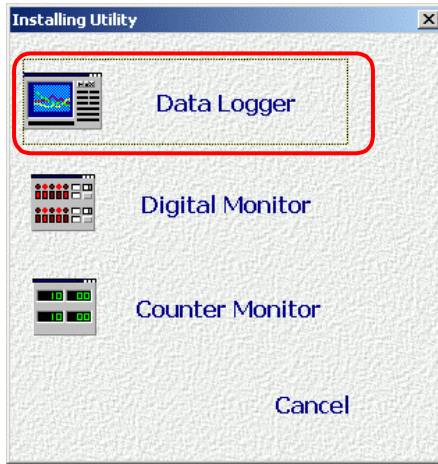 Installing Utility
Data Logger
Digital Monitor
Counter Monitor
Cancel